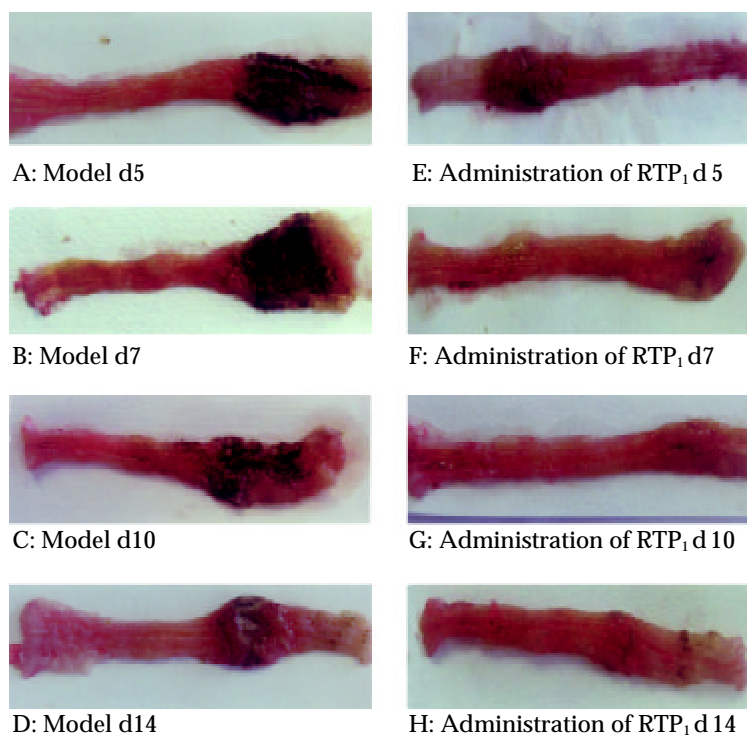 A: Model d5
E: Administration of RTP₁ d 5
B: Model d7
F: Administration of RTP₁ d7
C: Model d10
G: Administration of RTP₁ d 10
D: Model d14
H: Administration of RTP₁ d 14